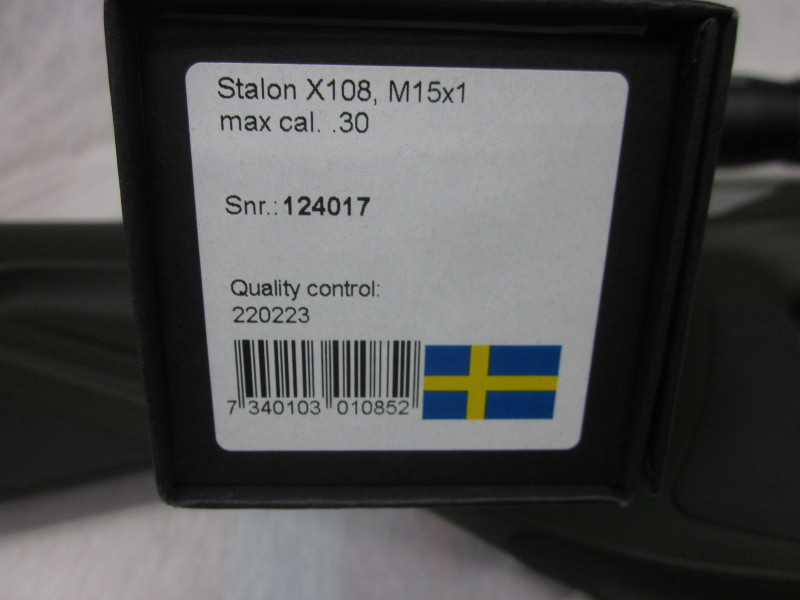 Stalon X108, M15x1
max cal. .30
Snr.: 124017
Quality control:
220223
7 340103 010852